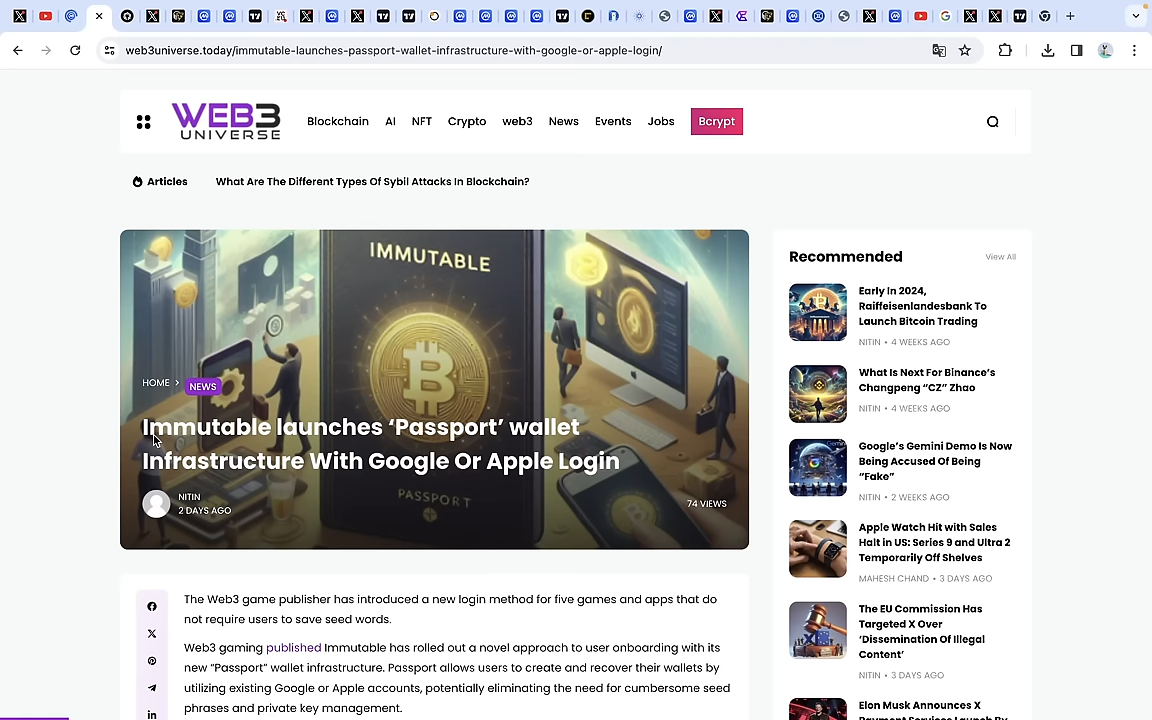 web3universe.today/immutable-launches-passport-wallet-infrastructure-with-google-or-apple-login/
WEB3
UNIVERSE
Blockchain AI NFT Crypto web3 News Events Jobs Bcrypt
Articles What Are The Different Types Of Sybil Attacks In Blockchain?
IMMUTABLE
PASSPORT
HOME > NEWS
Immutable launches ‘Passport’ wallet
Infrastructure With Google Or Apple Login
NITIN
2 DAYS AGO
74 VIEWS
The Web3 game publisher has introduced a new login method for five games and apps that do
not require users to save seed words.
Web3 gaming published Immutable has rolled out a novel approach to user onboarding with its
new “Passport” wallet infrastructure. Passport allows users to create and recover their wallets by
utilizing existing Google or Apple accounts, potentially eliminating the need for cumbersome seed
phrases and private key management.
Recommended View All
Early In 2024,
Raiffeisenlandesbank To
Launch Bitcoin Trading
NITIN • 4 WEEKS AGO
What Is Next For Binance’s
Changpeng “CZ” Zhao
NITIN • 4 WEEKS AGO
Google’s Gemini Demo Is Now
Being Accused Of Being
“Fake”
NITIN • 2 WEEKS AGO
Apple Watch Hit with Sales
Halt in US: Series 9 and Ultra 2
Temporarily Off Shelves
MAHESH CHAND • 3 DAYS AGO
The EU Commission Has
Targeted X Over
‘Dissemination Of Illegal
Content’
NITIN • 3 DAYS AGO
Elon Musk Announces X
Payment Services Launch By